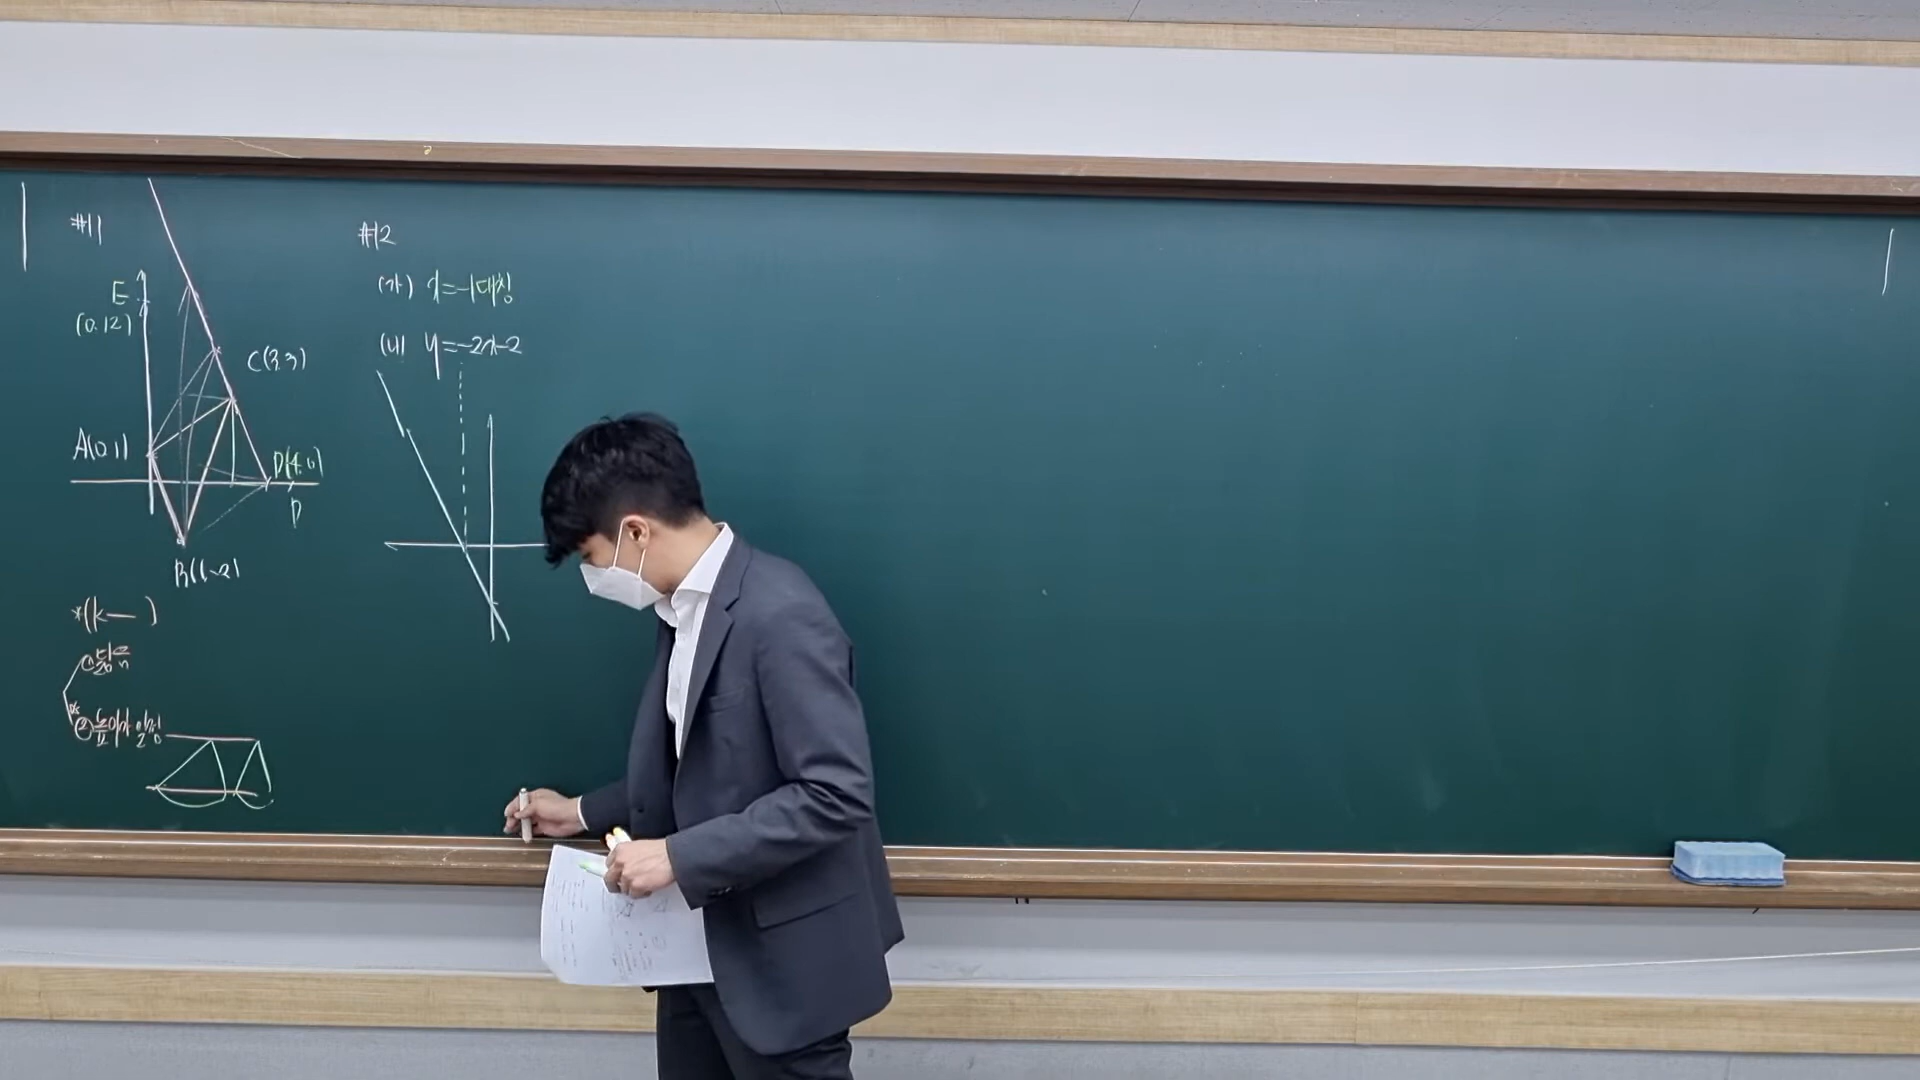 #11
E
(0.12)
C(3,3)
A(0,1)
D(4,0)
D
B(1,-2)
*(k— )
#12
(가) x=-1대칭
(나) y=-2x-2